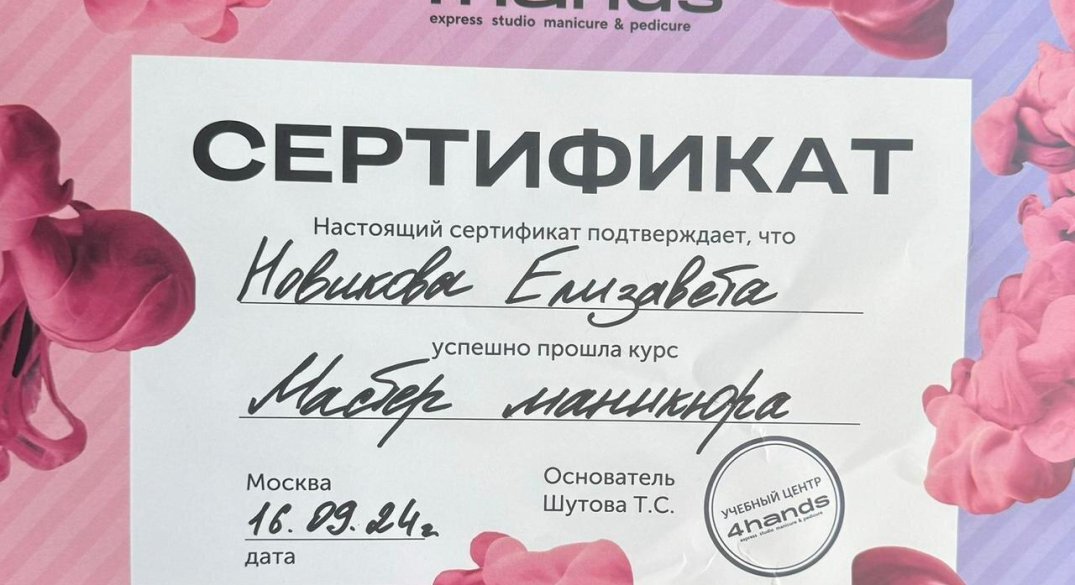 4hands
express studio manicure & pedicure
СЕРТИФИКАТ
Настоящий сертификат подтверждает, что
Новикова Елизавета
успешно прошла курс
Мастер маникюра
Москва
16.09.24г.
дата
Основатель
Шутова Т.С.
УЧЕБНЫЙ ЦЕНТР
4hands
express studio manicure & pedicure